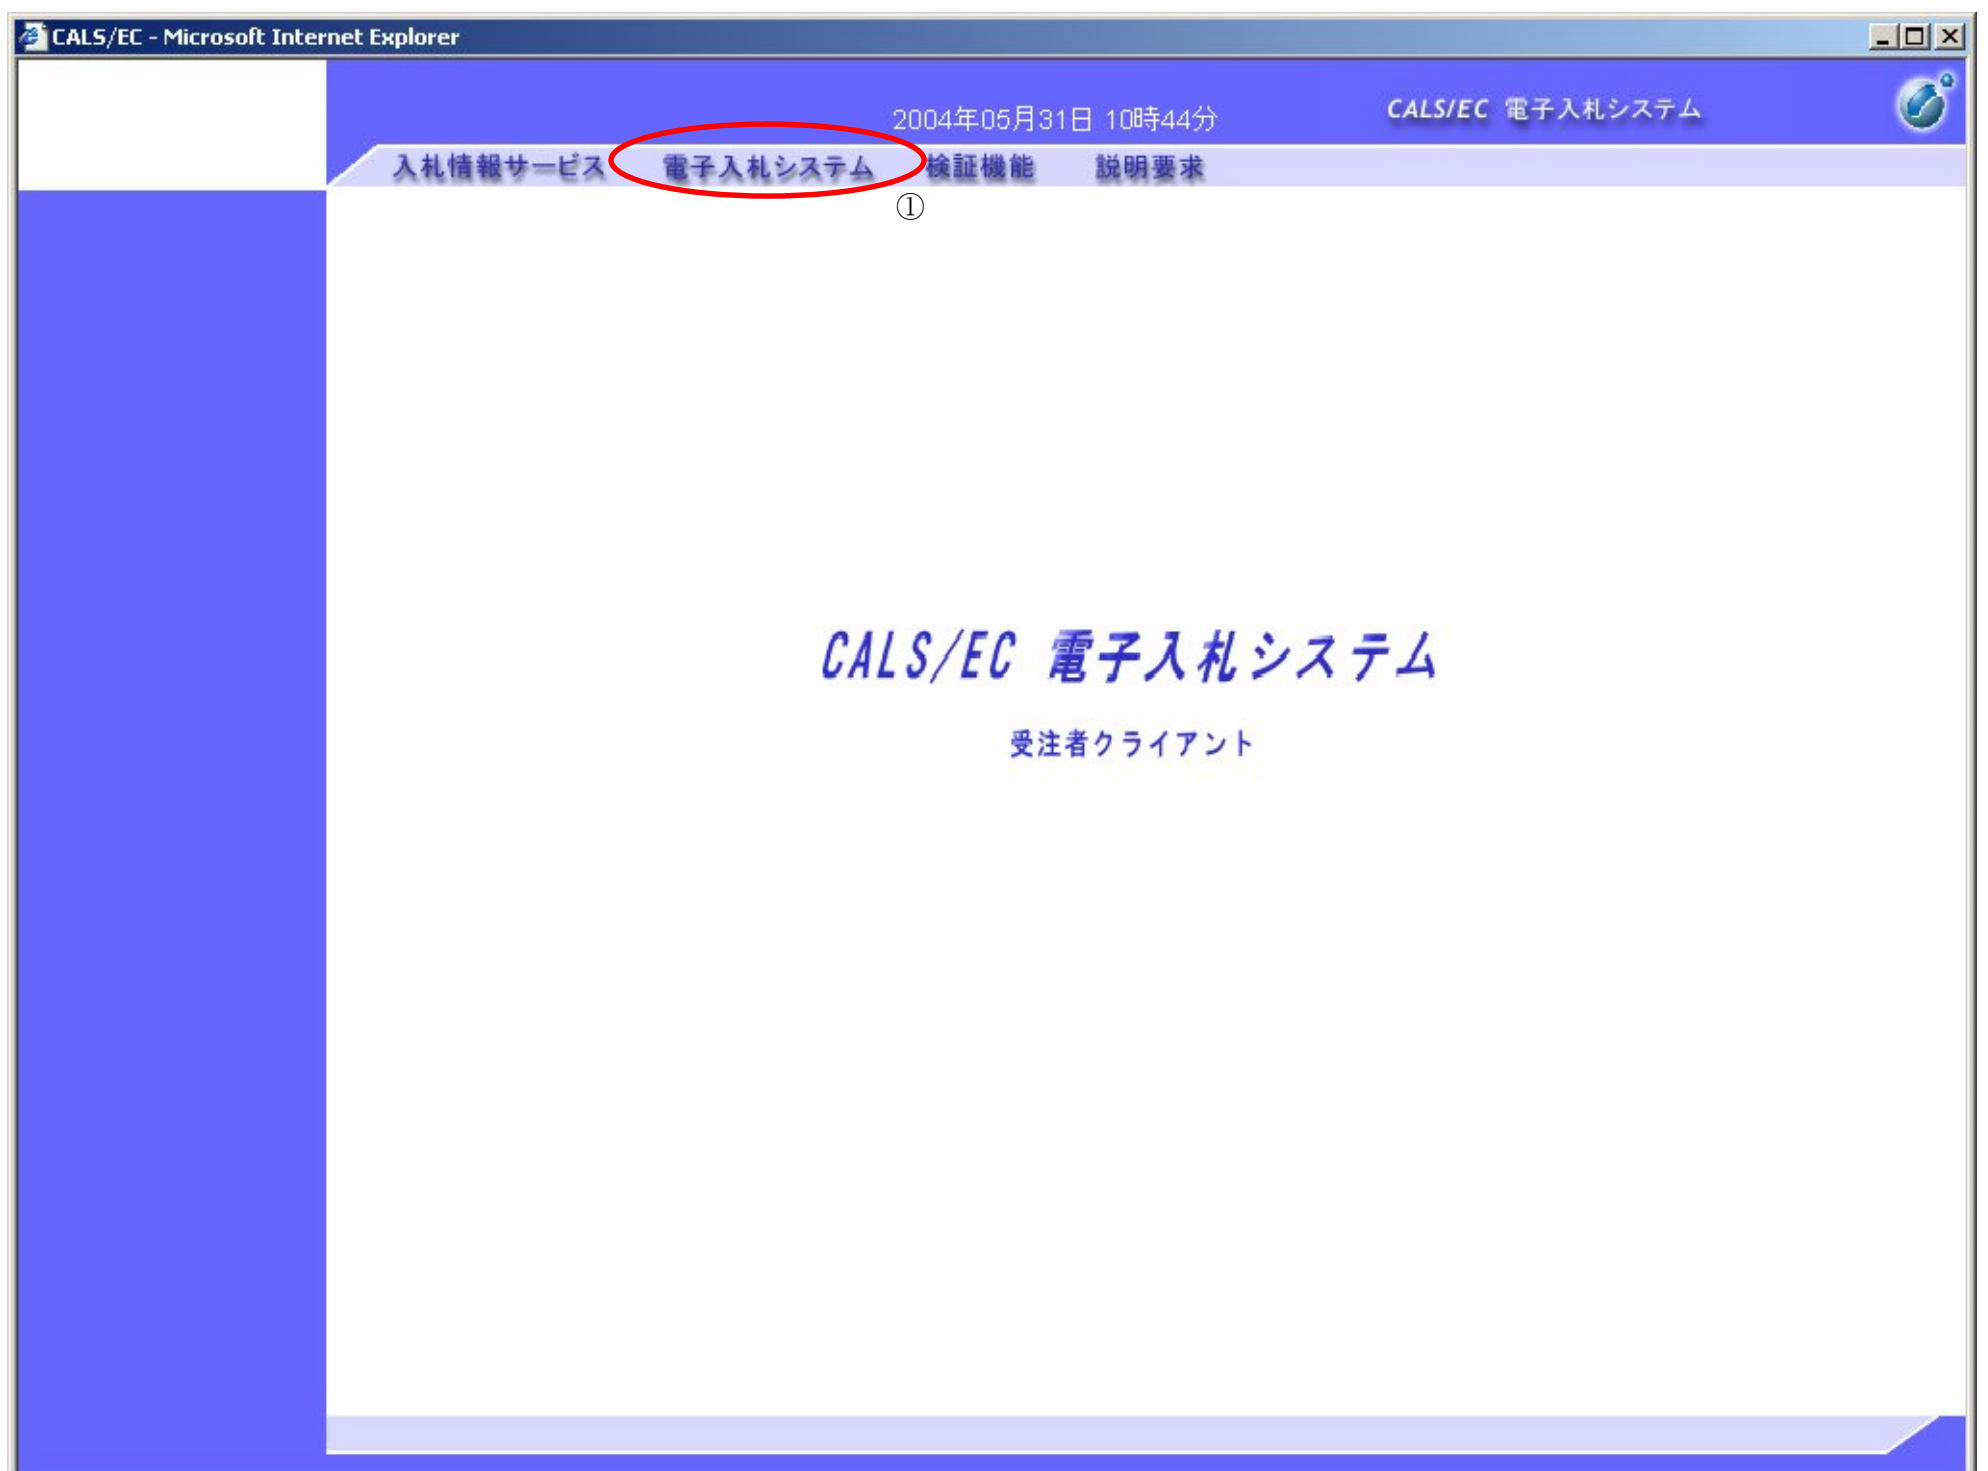 CALS/EC - Microsoft Internet Explorer
2004年05月31日 10時44分
CALS/EC 電子入札システム
入札情報サービス 電子入札システム 検証機能 説明要求
①
CALS/EC 電子入札システム
受注者クライアント